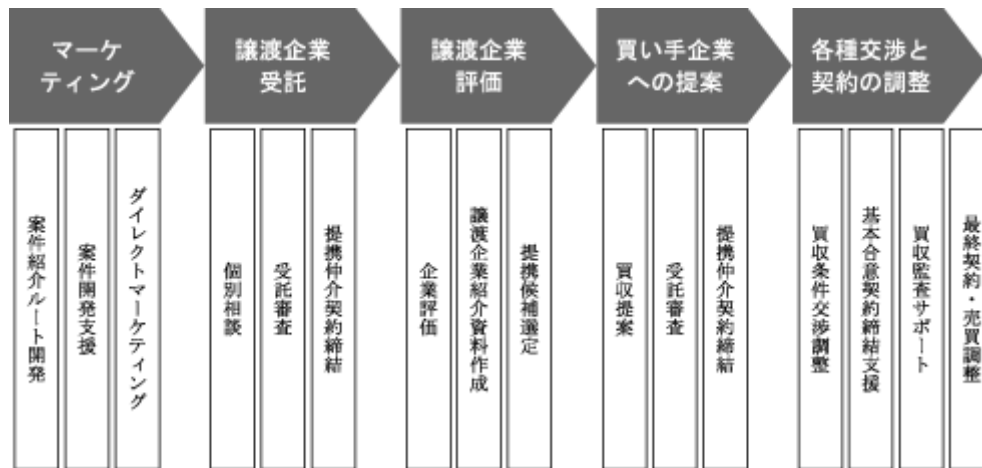 マーケ
ティング
譲渡企業
受託
譲渡企業
評価
買い手企業
への提案
各種交渉と
契約の調整
案件紹介ルート開発
案件開発支援
ダイレクトマーケティング
個別相談
受託審査
提携仲介契約締結
企業評価
譲渡企業紹介資料作成
提携候補選定
買収提案
受託審査
提携仲介契約締結
買収条件交渉調整
基本合意契約締結支援
買収監査サポート
最終契約・売買調整